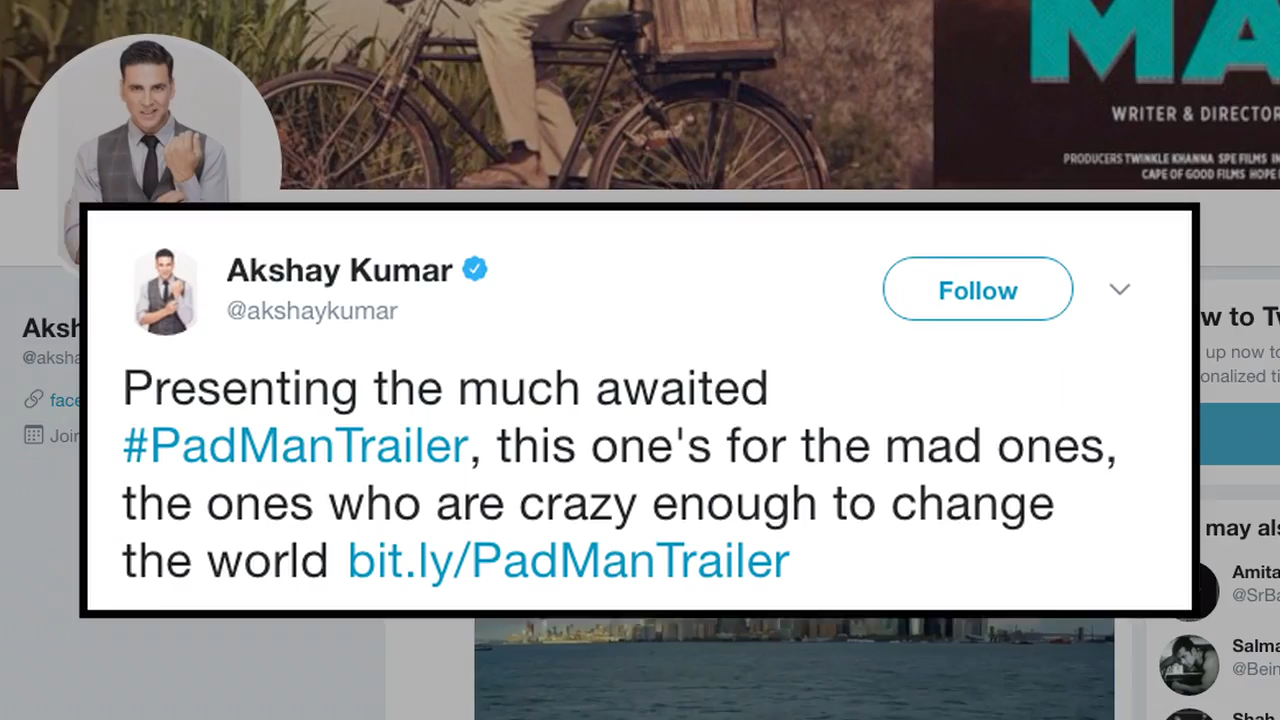 MA
WRITER & DIRECTOR
PRODUCERS TWINKLE KHANNA SPE FILMS IN
CAPE OF GOOD FILMS HOPE
Akshay Kumar
@akshaykumar
Follow
Presenting the much awaited
#PadManTrailer, this one's for the mad ones,
the ones who are crazy enough to change
the world bit.ly/PadManTrailer
Aksh
@aksha
face
Join
w to Tw
up now to
onalized ti
may als
Amita
@SrBa
Salma
@Bein
Shah